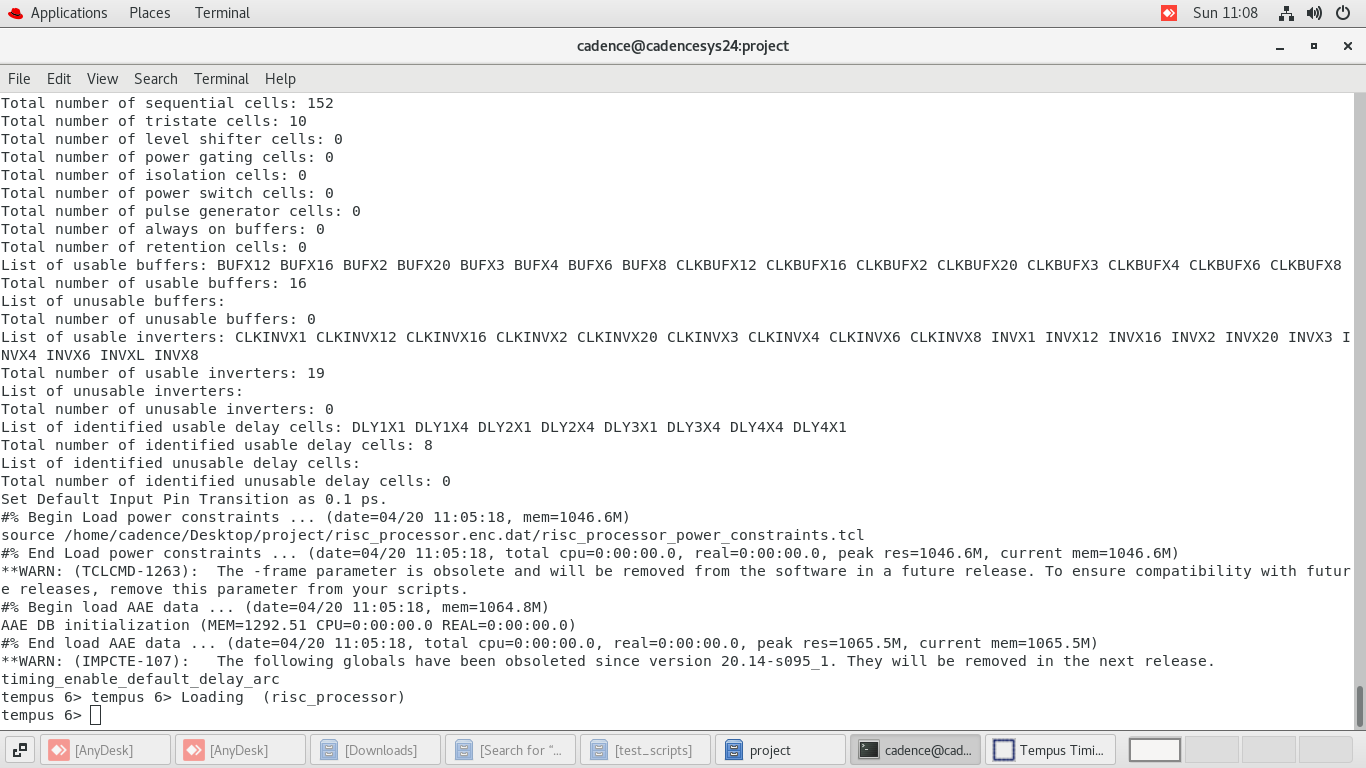 Applications Places Terminal Sun 11:08
cadence@cadencesys24:project
File Edit View Search Terminal Help
Total number of sequential cells: 152
Total number of tristate cells: 10
Total number of level shifter cells: 0
Total number of power gating cells: 0
Total number of isolation cells: 0
Total number of power switch cells: 0
Total number of pulse generator cells: 0
Total number of always on buffers: 0
Total number of retention cells: 0
List of usable buffers: BUFX12 BUFX16 BUFX2 BUFX20 BUFX3 BUFX4 BUFX6 BUFX8 CLKBUFX12 CLKBUFX16 CLKBUFX2 CLKBUFX20 CLKBUFX3 CLKBUFX4 CLKBUFX6 CLKBUFX8
Total number of usable buffers: 16
List of unusable buffers:
Total number of unusable buffers: 0
List of usable inverters: CLKINVX1 CLKINVX12 CLKINVX16 CLKINVX2 CLKINVX20 CLKINVX3 CLKINVX4 CLKINVX6 CLKINVX8 INVX1 INVX12 INVX16 INVX2 INVX20 INVX3 I
NVX4 INVX6 INVXL INVX8
Total number of usable inverters: 19
List of unusable inverters:
Total number of unusable inverters: 0
List of identified usable delay cells: DLY1X1 DLY1X4 DLY2X1 DLY2X4 DLY3X1 DLY3X4 DLY4X4 DLY4X1
Total number of identified usable delay cells: 8
List of identified unusable delay cells:
Total number of identified unusable delay cells: 0
Set Default Input Pin Transition as 0.1 ps.
#% Begin Load power constraints ... (date=04/20 11:05:18, mem=1046.6M)
source /home/cadence/Desktop/project/risc_processor.enc.dat/risc_processor_power_constraints.tcl
#% End Load power constraints ... (date=04/20 11:05:18, total cpu=0:00:00.0, real=0:00:00.0, peak res=1046.6M, current mem=1046.6M)
**WARN: (TCLCMD-1263):  The -frame parameter is obsolete and will be removed from the software in a future release. To ensure compatibility with futur
e releases, remove this parameter from your scripts.
#% Begin load AAE data ... (date=04/20 11:05:18, mem=1064.8M)
AAE DB initialization (MEM=1292.51 CPU=0:00:00.0 REAL=0:00:00.0)
#% End load AAE data ... (date=04/20 11:05:18, total cpu=0:00:00.0, real=0:00:00.0, peak res=1065.5M, current mem=1065.5M)
**WARN: (IMPCTE-107):   The following globals have been obsoleted since version 20.14-s095_1. They will be removed in the next release.
timing_enable_default_delay_arc
tempus 6> tempus 6> Loading  (risc_processor)
tempus 6>
[AnyDesk] [AnyDesk] [Downloads] [Search for “... [test_scripts] project cadence@cad... Tempus Timi...